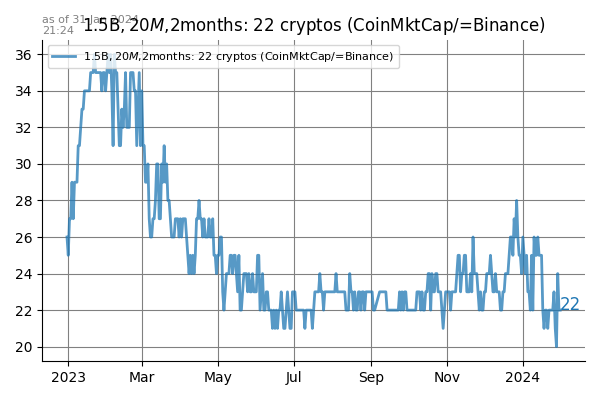 as of 31 Jan 2024
21:24
1.5B,20M,2months: 22 cryptos (CoinMktCap/=Binance)
1.5B,20M,2months: 22 cryptos (CoinMktCap/=Binance)
36
34
32
30
28
26
24
22
20
22
2023 Mar May Jul Sep Nov 2024